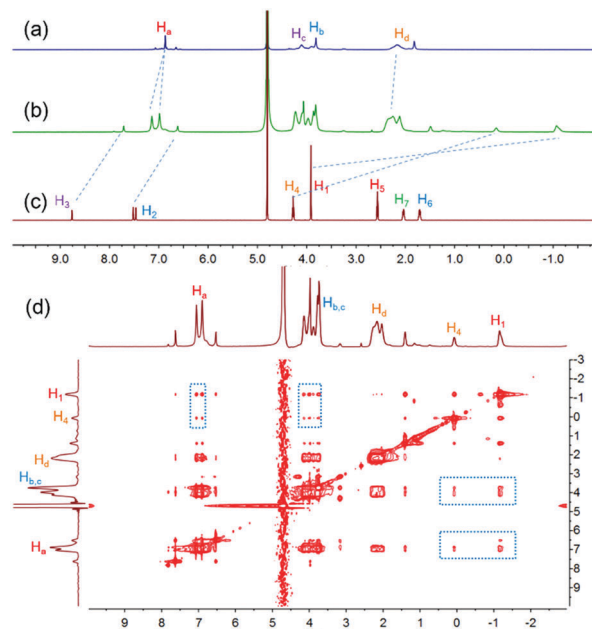 (a)
Ha
Hc
Hb
Hd
(b)
(c)
H3
H2
H4
H1
H5
H7
H6
9.0 8.0 7.0 6.0 5.0 4.0 3.0 2.0 1.0 0.0 -1.0
(d)
Ha
Hb,c
Hd
H4
H1
H1
H4
Hd
Hb,c
Ha
-3
-2
-1
0
1
2
3
4
5
6
7
8
9
9 8 7 6 5 4 3 2 1 0 -1 -2